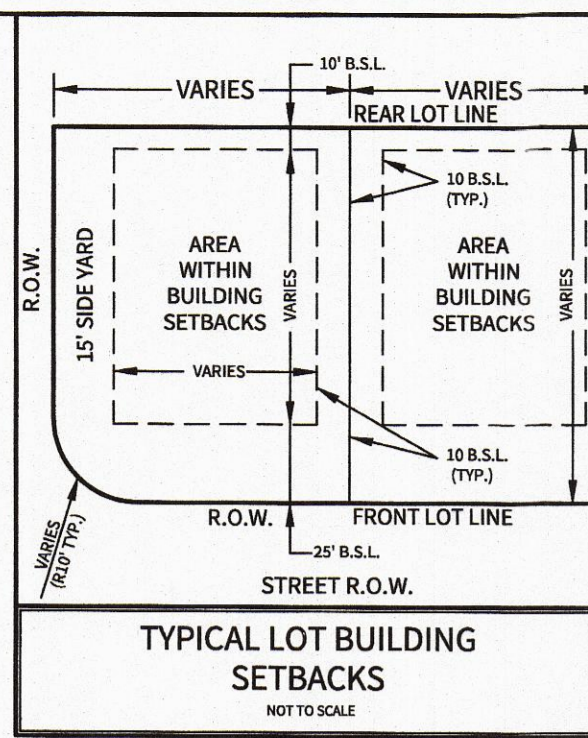 10' B.S.L.
VARIES
VARIES
REAR LOT LINE
10 B.S.L.
(TYP.)
R.O.W.
15' SIDE YARD
AREA
WITHIN
BUILDING
SETBACKS
VARIES
AREA
WITHIN
BUILDING
SETBACKS
VARIES
VARIES
10 B.S.L.
(TYP.)
VARIES
(R10' TYP.)
R.O.W.
FRONT LOT LINE
25' B.S.L.
STREET R.O.W.
TYPICAL LOT BUILDING
SETBACKS
NOT TO SCALE